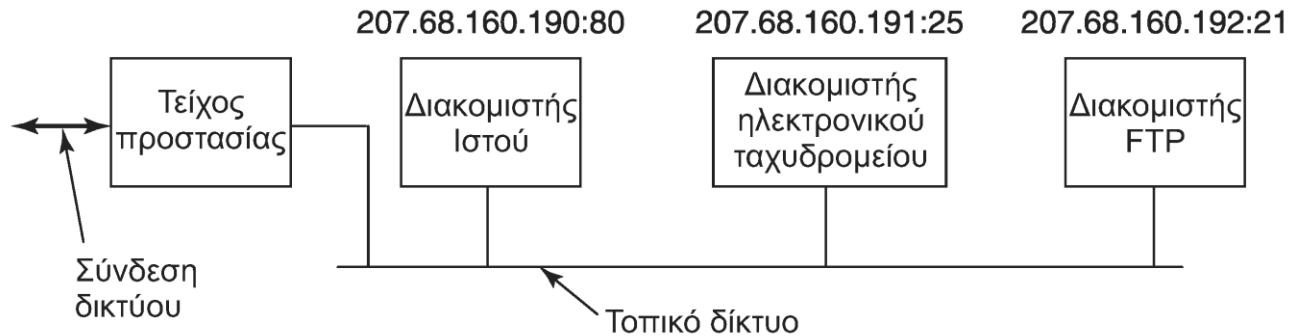 207.68.160.190:80
207.68.160.191:25
207.68.160.192:21
Τείχος
προστασίας
Διακομιστής
Ιστού
Διακομιστής
ηλεκτρονικού
ταχυδρομείου
Διακομιστής
FTP
Σύνδεση
δικτύου
Τοπικό δίκτυο